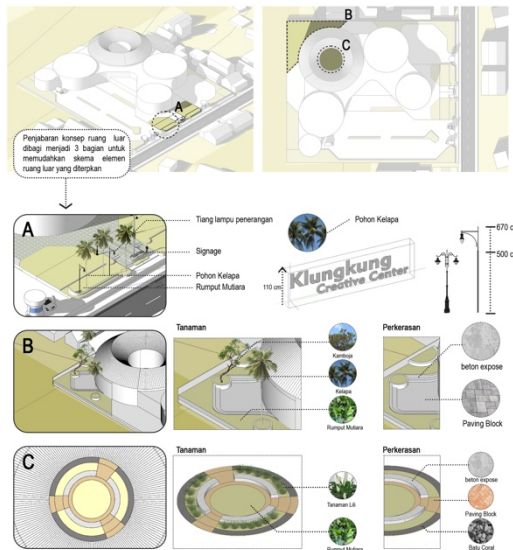 B
C
A
Penjabaran konsep ruang luar
dibagi menjadi 3 bagian untuk
memudahkan skema elemen
ruang luar yang diterpkan
A
Tiang lampu penerangan
Signage
Pohon Kelapa
Rumput Mutiara
Pohon Kelapa
110 cm
Klungkung
Creative Center
670 c
500 c
B
Tanaman
Kamboja
Kelapa
Rumput Mutiara
Perkerasan
beton expose
Paving Block
C
Tanaman
Tanaman Lili
Rumput Mutiara
Perkerasan
beton expose
Paving Block
Batu Coral